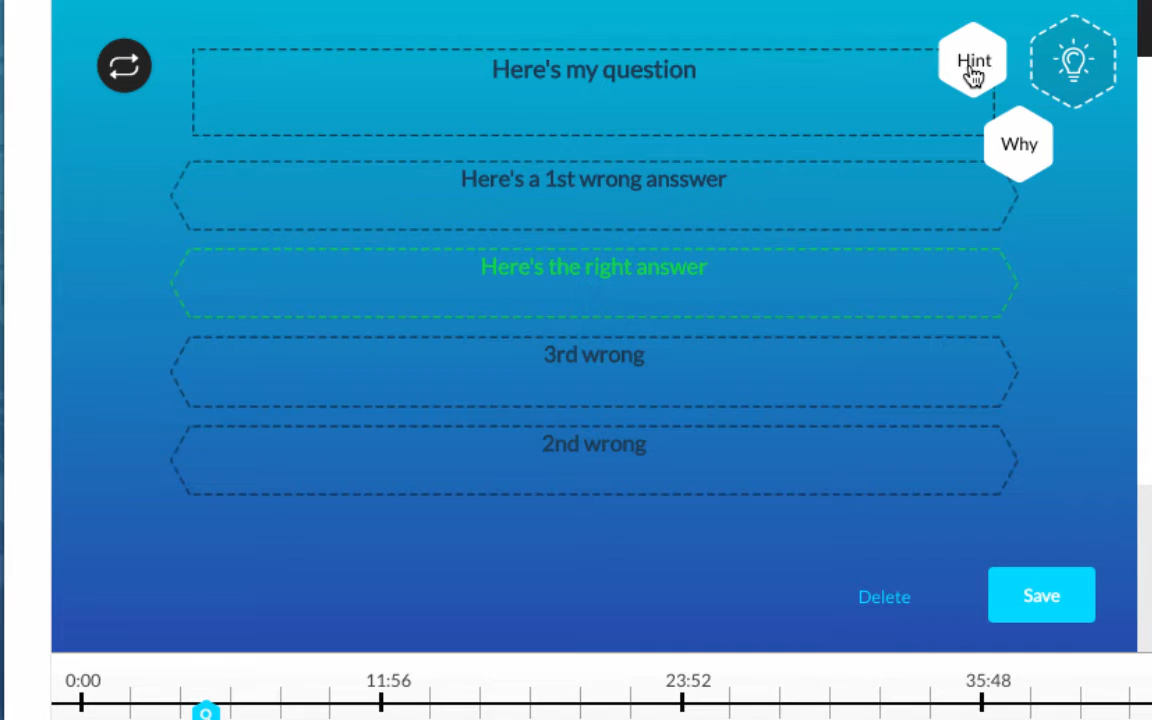 Here's my question
Hint
Why
Here's a 1st wrong ansswer
Here's the right answer
3rd wrong
2nd wrong
Delete
Save
0:00
11:56
23:52
35:48